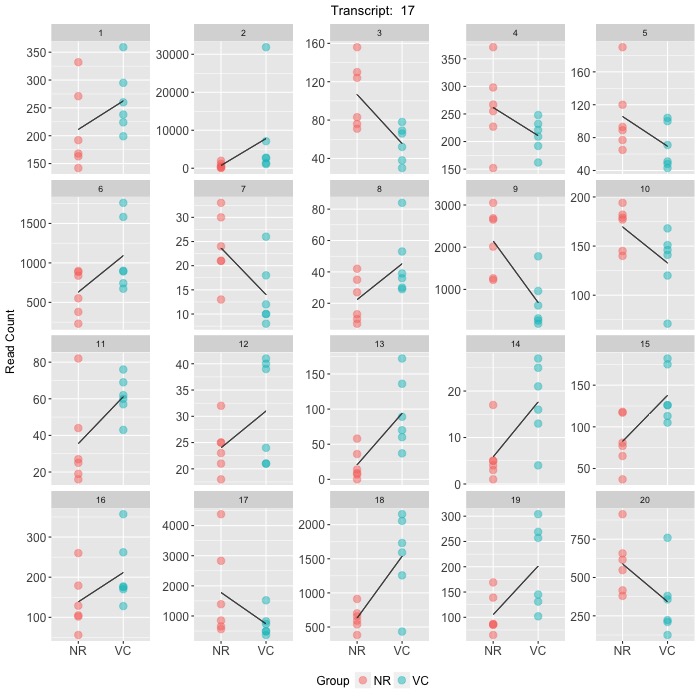 Transcript: 17
1 2 3 4 5
350 300 250 200 150
30000 10000 0
160 120 80 40
350 300 250 200 150
160 120 80 40
6 7 8 9 10
1500 1000 500
30 25 20 15 10
80 60 40 20
3000 2000 1000
200 150 100
Read Count
11 12 13 14 15
80 60 40 20
40 35 30 25 20
150 100 50 0
20 10 0
150 100 50
16 17 18 19 20
300 200 100
4000 3000 2000 1000
2000 1500 1000 500
300 250 200 150 100
750 500 250
NR VC NR VC NR VC NR VC NR VC
Group NR VC